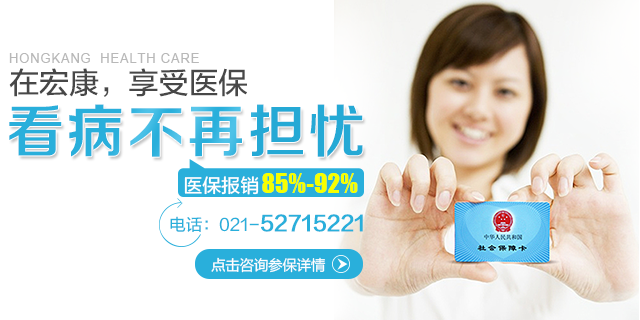 HONGKANG HEALTH CARE
在宏康，享受医保
看病不再担忧
医保报销85%-92%
电话：021-52715221
点击咨询参保详情
中华人民共和国
社会保障卡